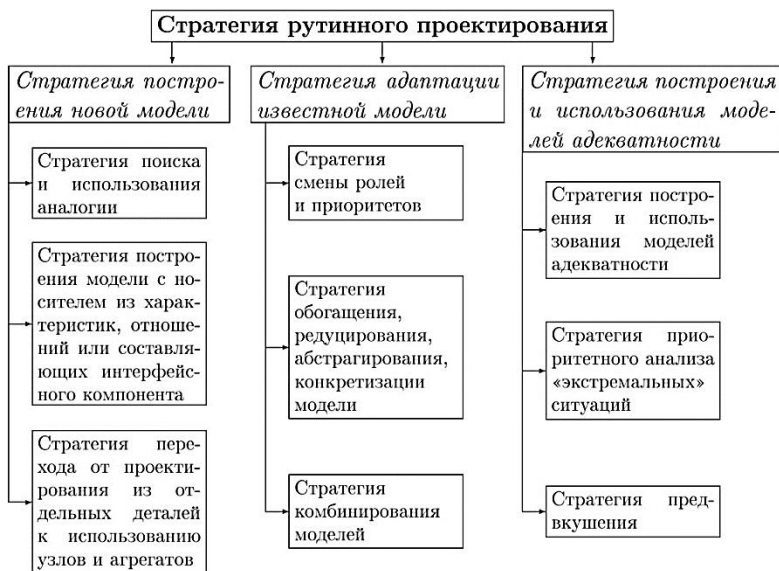 Стратегия рутинного проектирования
Стратегия постро-
ения новой модели
Стратегия поиска
и использования
аналогии
Стратегия постро-
ения модели с но-
сителем из харак-
теристик, отноше-
ний или составля-
ющих интерфейс-
ного компонента
Стратегия пере-
хода от проекти-
рования из от-
дельных деталей
к использованию
узлов и агрегатов
Стратегия адаптации
известной модели
Стратегия
смены ролей
и приоритетов
Стратегия
обогащения,
редуцирования,
абстрагирования,
конкретизации
модели
Стратегия
комбинирования
моделей
Стратегия построения
и использования моде-
лей адекватности
Стратегия постро-
ения и исполь-
зования моделей
адекватности
Стратегия прио-
ритетного анализа
«экстремальных»
ситуаций
Стратегия пред-
вкушения